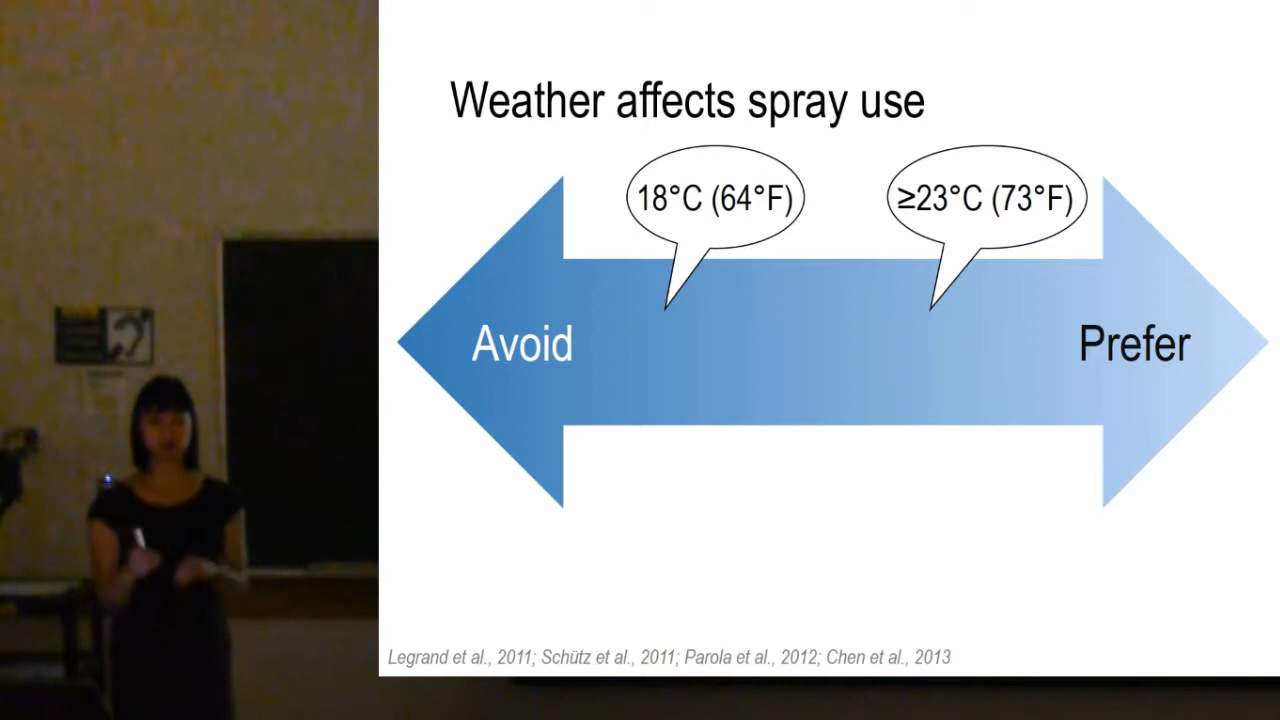 Weather affects spray use
18°C (64°F)
≥23°C (73°F)
Avoid
Prefer
Legrand et al., 2011; Schütz et al., 2011; Parola et al., 2012; Chen et al., 2013